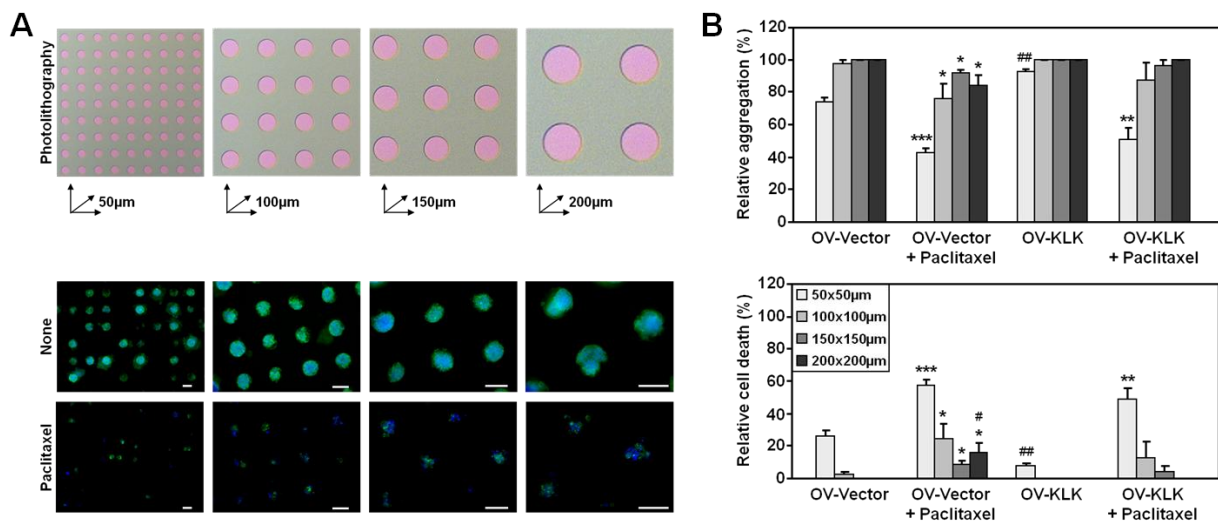 A
Photolithography
50µm
100µm
150µm
200µm
None
Paclitaxel
B
Relative aggregation (%)
120
100
80
60
40
20
0
***
*
*
*
##
**
OV-Vector
OV-Vector
+ Paclitaxel
OV-KLK
OV-KLK
+ Paclitaxel
Relative cell death (%)
120
100
80
60
40
20
0
50x50µm
100x100µm
150x150µm
200x200µm
***
*
*
#
*
##
**
OV-Vector
OV-Vector
+ Paclitaxel
OV-KLK
OV-KLK
+ Paclitaxel